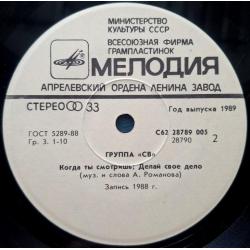 МИНИСТЕРСТВО
КУЛЬТУРЫ СССР
ВСЕСОЮЗНАЯ ФИРМА
ГРАМПЛАСТИНОК
МЕЛОДИЯ
АПРЕЛЕВСКИЙ ОРДЕНА ЛЕНИНА ЗАВОД
СТЕРЕО 33
Год выпуска 1989
ГОСТ 5289-88
Гр. 3. 1-10
С62 28789 005
28790 2
ГРУППА «СВ»
Когда ты смотришь; Делай свое дело
(муз. и слова А. Романова)
Запись 1988 г.